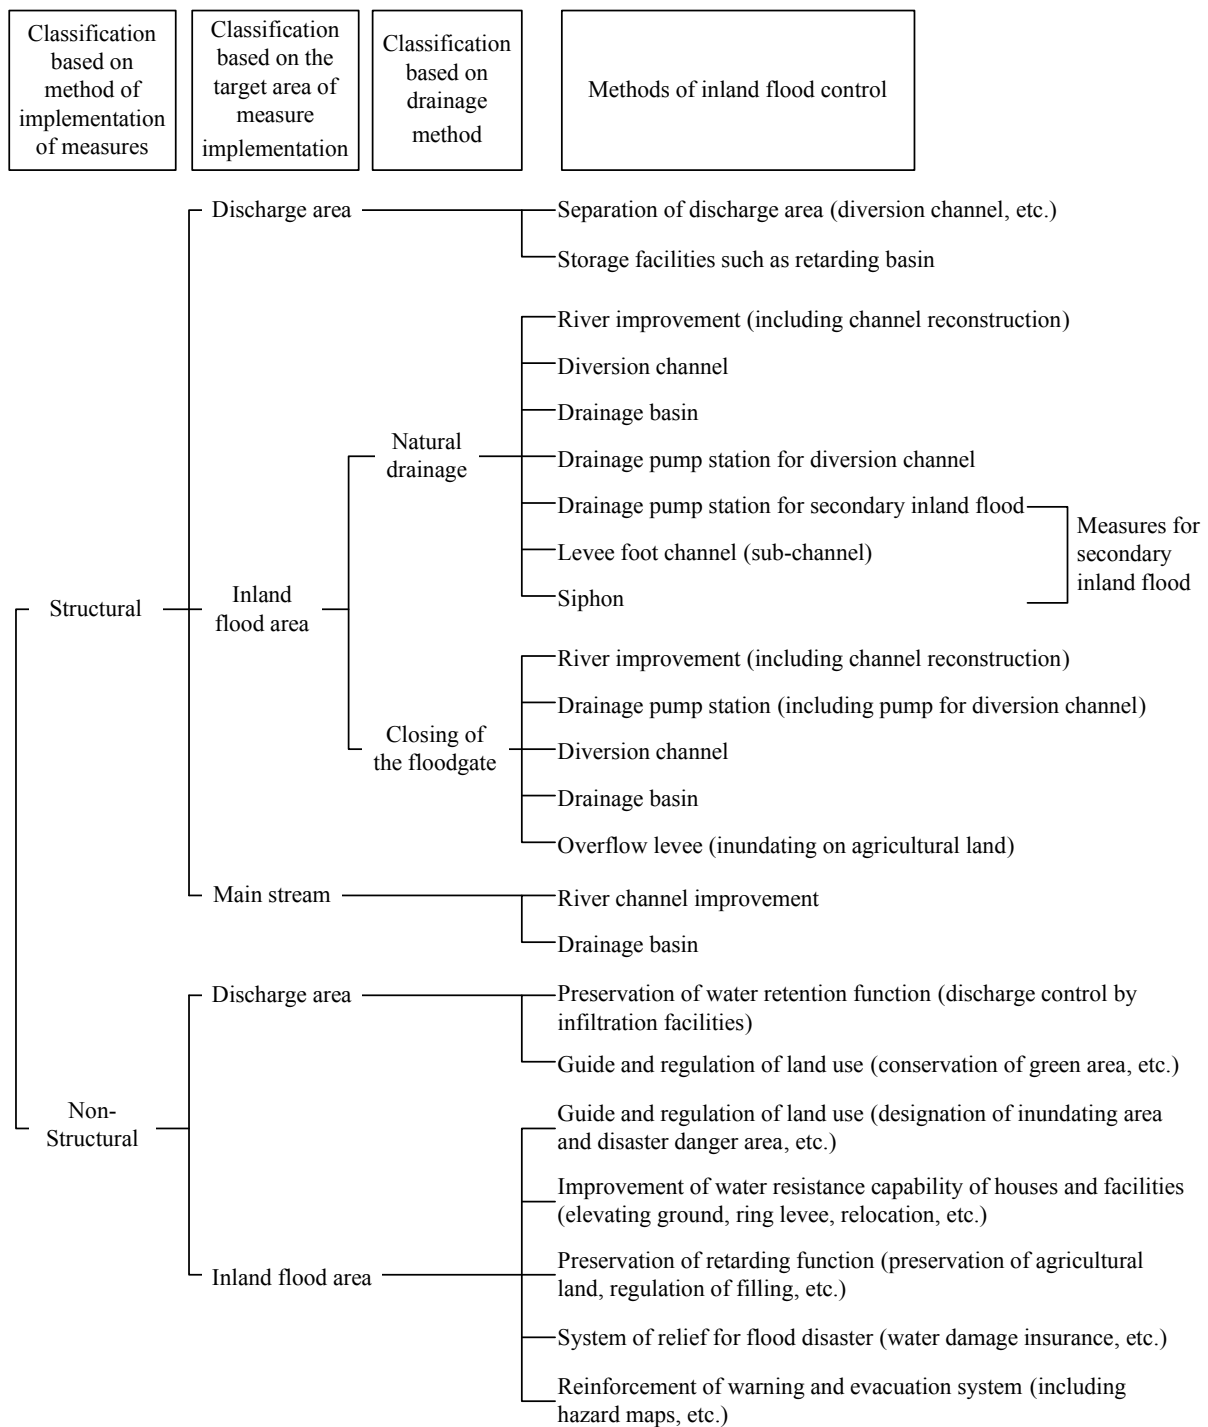 Classification
based on
method of
implementation
of measures
Classification
based on the
target area of
measure
implementation
Classification
based on
drainage
method
Methods of inland flood control
Discharge area
Separation of discharge area (diversion channel, etc.)
Storage facilities such as retarding basin
River improvement (including channel reconstruction)
Diversion channel
Drainage basin
Natural
drainage
Drainage pump station for diversion channel
Drainage pump station for secondary inland flood
Levee foot channel (sub-channel)
Siphon
Measures for
secondary
inland flood
Structural
Inland
flood area
River improvement (including channel reconstruction)
Drainage pump station (including pump for diversion channel)
Closing of
the floodgate
Diversion channel
Drainage basin
Overflow levee (inundating on agricultural land)
Main stream
River channel improvement
Drainage basin
Discharge area
Preservation of water retention function (discharge control by
infiltration facilities)
Guide and regulation of land use (conservation of green area, etc.)
Non-
Structural
Guide and regulation of land use (designation of inundating area
and disaster danger area, etc.)
Improvement of water resistance capability of houses and facilities
(elevating ground, ring levee, relocation, etc.)
Inland flood area
Preservation of retarding function (preservation of agricultural
land, regulation of filling, etc.)
System of relief for flood disaster (water damage insurance, etc.)
Reinforcement of warning and evacuation system (including
hazard maps, etc.)